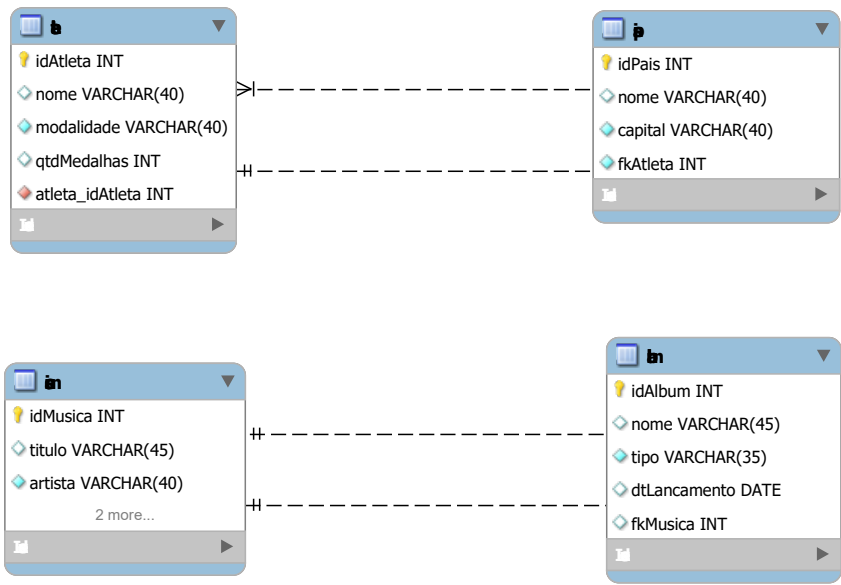 idAtleta INT
nome VARCHAR(40)
modalidade VARCHAR(40)
qtdMedalhas INT
atleta_idAtleta INT
idPais INT
nome VARCHAR(40)
capital VARCHAR(40)
fkAtleta INT
idMusica INT
titulo VARCHAR(45)
artista VARCHAR(40)
2 more...
idAlbum INT
nome VARCHAR(45)
tipo VARCHAR(35)
dtLancamento DATE
fkMusica INT